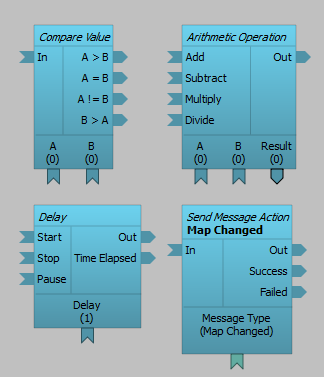 Compare Value
In
A > B
A = B
A != B
B > A
A
(0)
B
(0)
Arithmetic Operation
Add
Out
Subtract
Multiply
Divide
A
(0)
B
(0)
Result
(0)
Delay
Start
Out
Stop
Time Elapsed
Pause
Delay
(1)
Send Message Action
Map Changed
In
Out
Success
Failed
Message Type
(Map Changed)